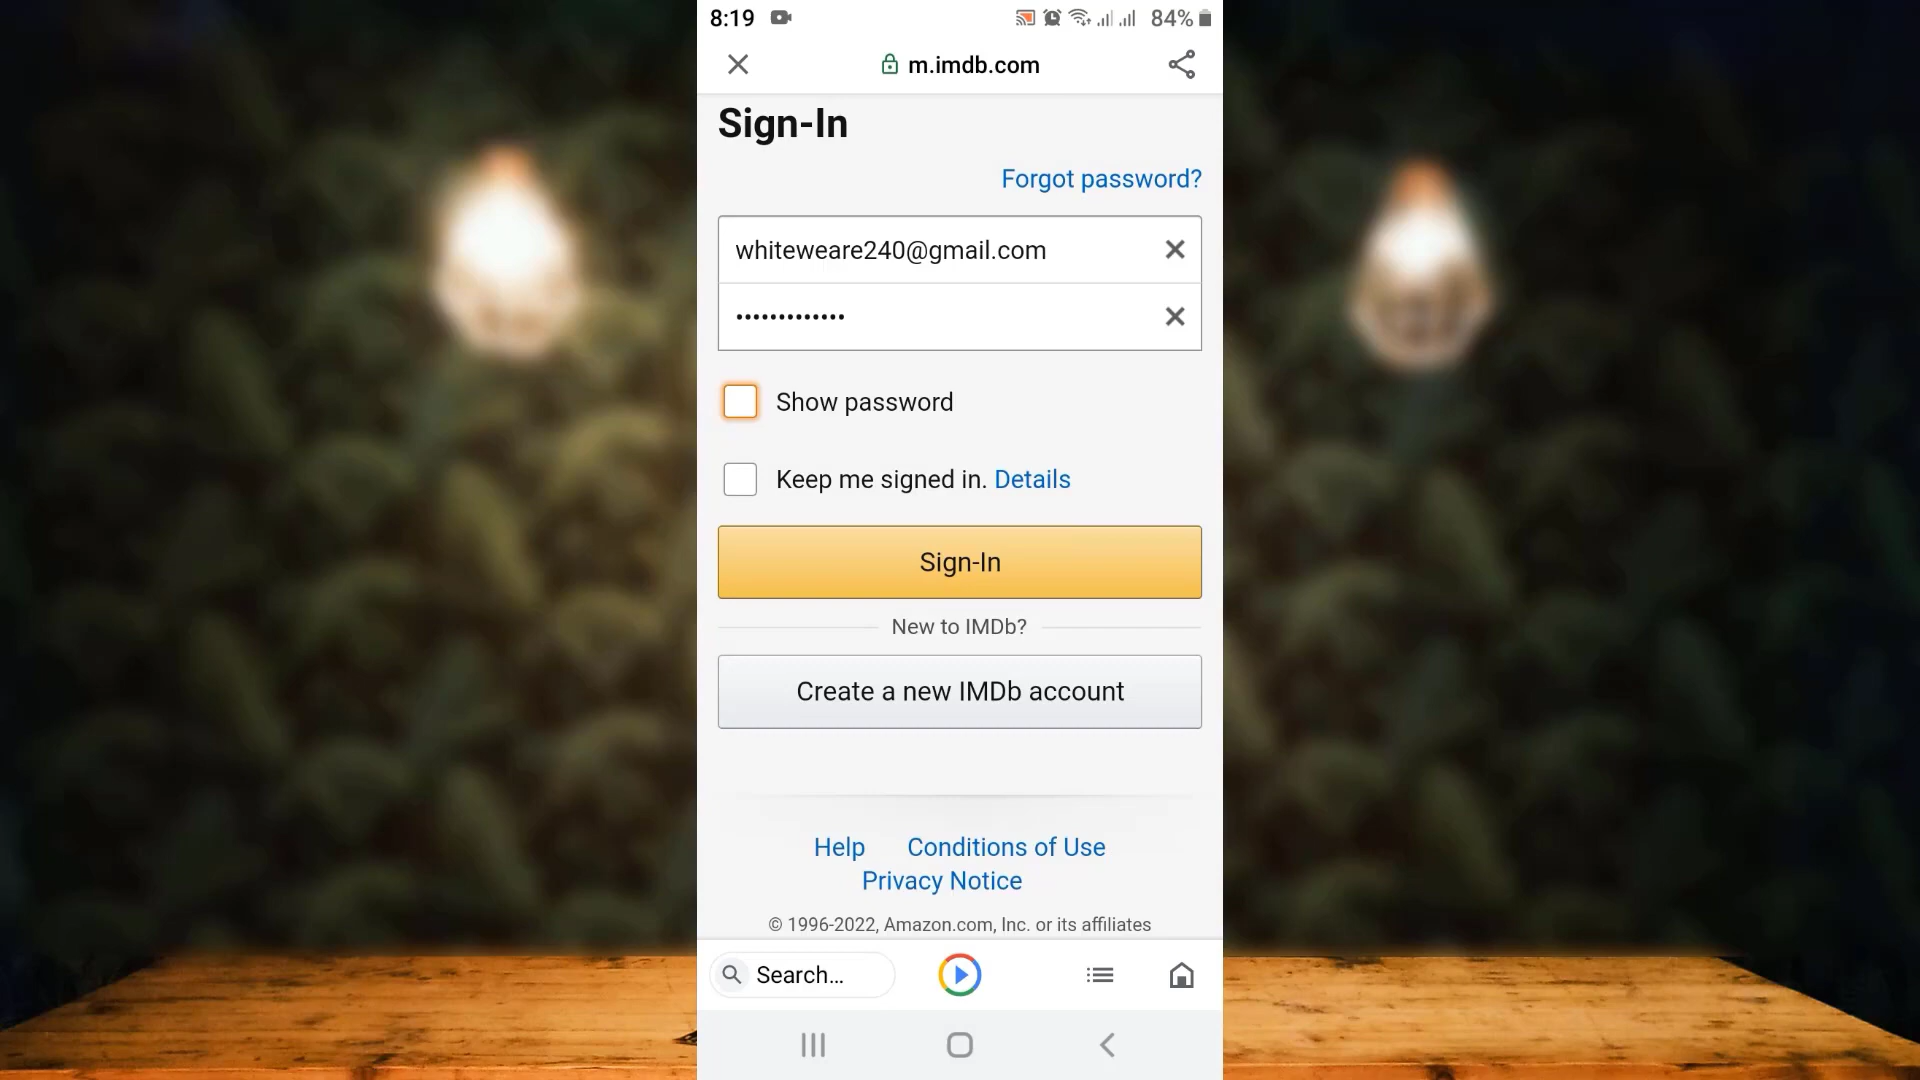 8:19 84%
m.imdb.com
Sign-In
Forgot password?
whiteweare240@gmail.com
•••••••••••••
Show password
Keep me signed in. Details
Sign-In
New to IMDb?
Create a new IMDb account
Help Conditions of Use
Privacy Notice
© 1996-2022, Amazon.com, Inc. or its affiliates
Search...